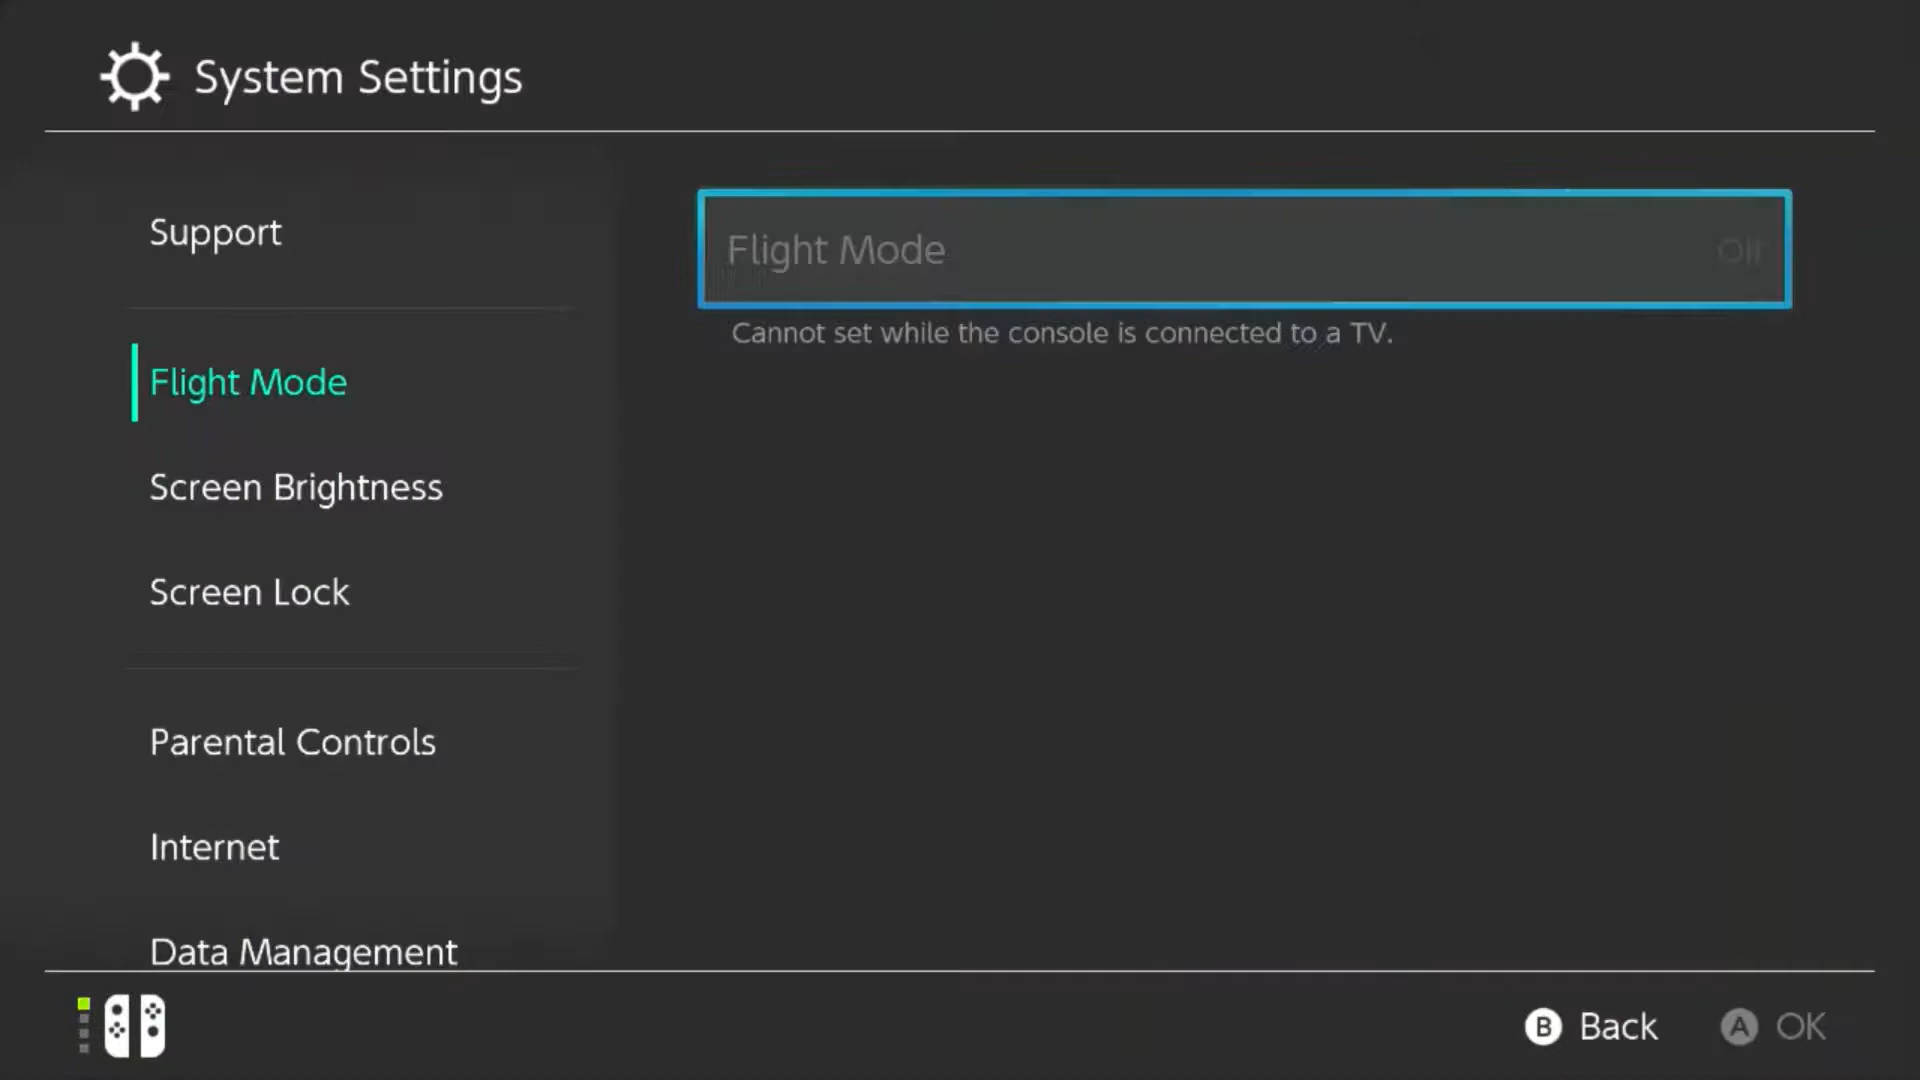 System Settings
Support
Flight Mode
Screen Brightness
Screen Lock
Parental Controls
Internet
Data Management
Flight Mode
Off
Cannot set while the console is connected to a TV.
B Back
A OK